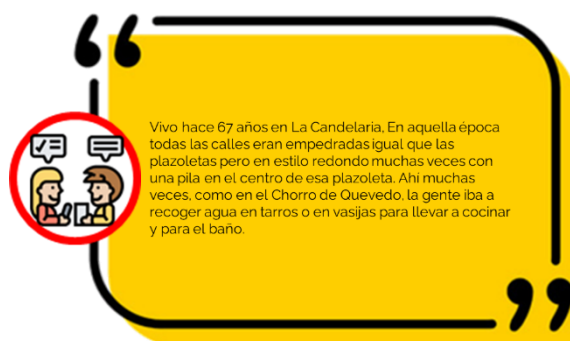 Vivo hace 67 años en La Candelaria, En aquella época
todas las calles eran empedradas igual que las
plazoletas pero en estilo redondo muchas veces con
una pila en el centro de esa plazoleta. Ahí muchas
veces, como en el Chorro de Quevedo, la gente iba a
recoger agua en tarros o en vasijas para llevar a cocinar
y para el baño.